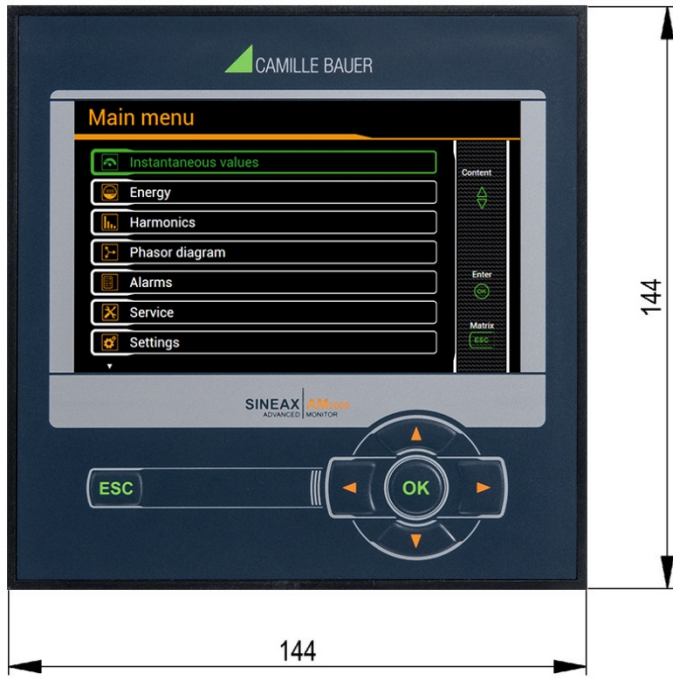 CAMILLE BAUER
Main menu
Instantaneous values
Content
Energy
Harmonics
Phasor diagram
Alarms
Enter
OK
Service
Matrix
ESC
Settings
SINEAX AM
ADVANCED MONITOR
ESC
OK
144
144